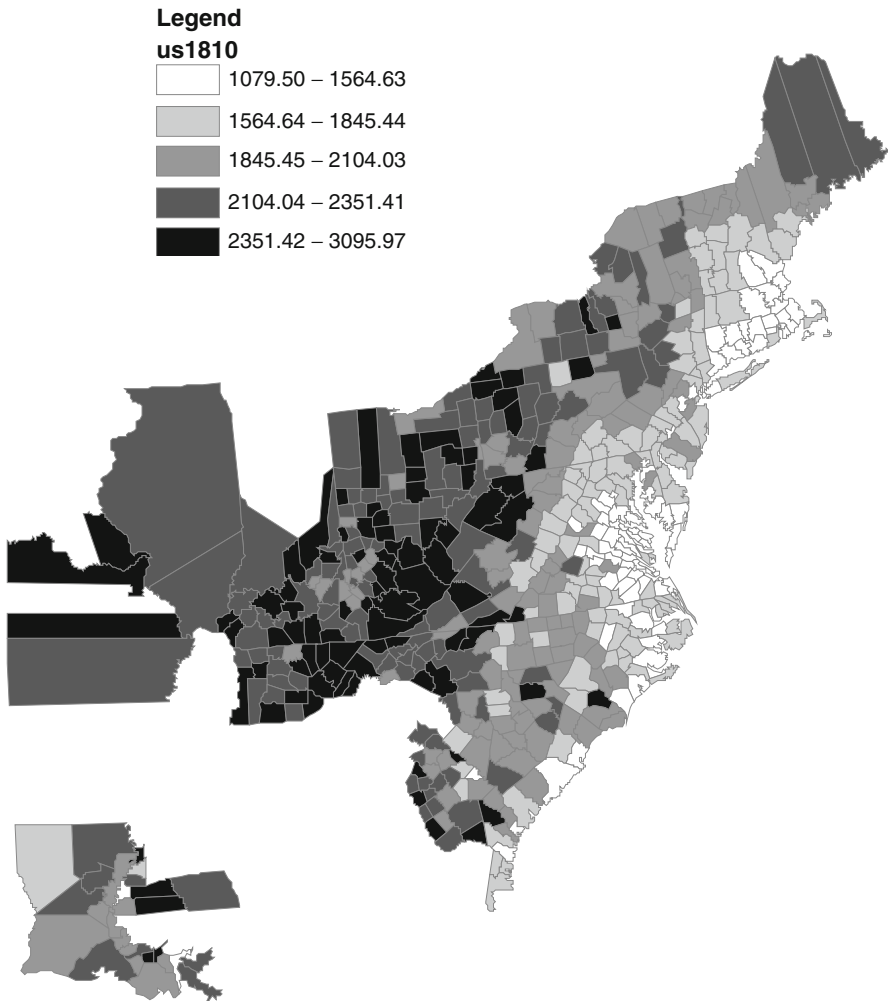 Legend
us1810
1079.50 – 1564.63
1564.64 – 1845.44
1845.45 – 2104.03
2104.04 – 2351.41
2351.42 – 3095.97